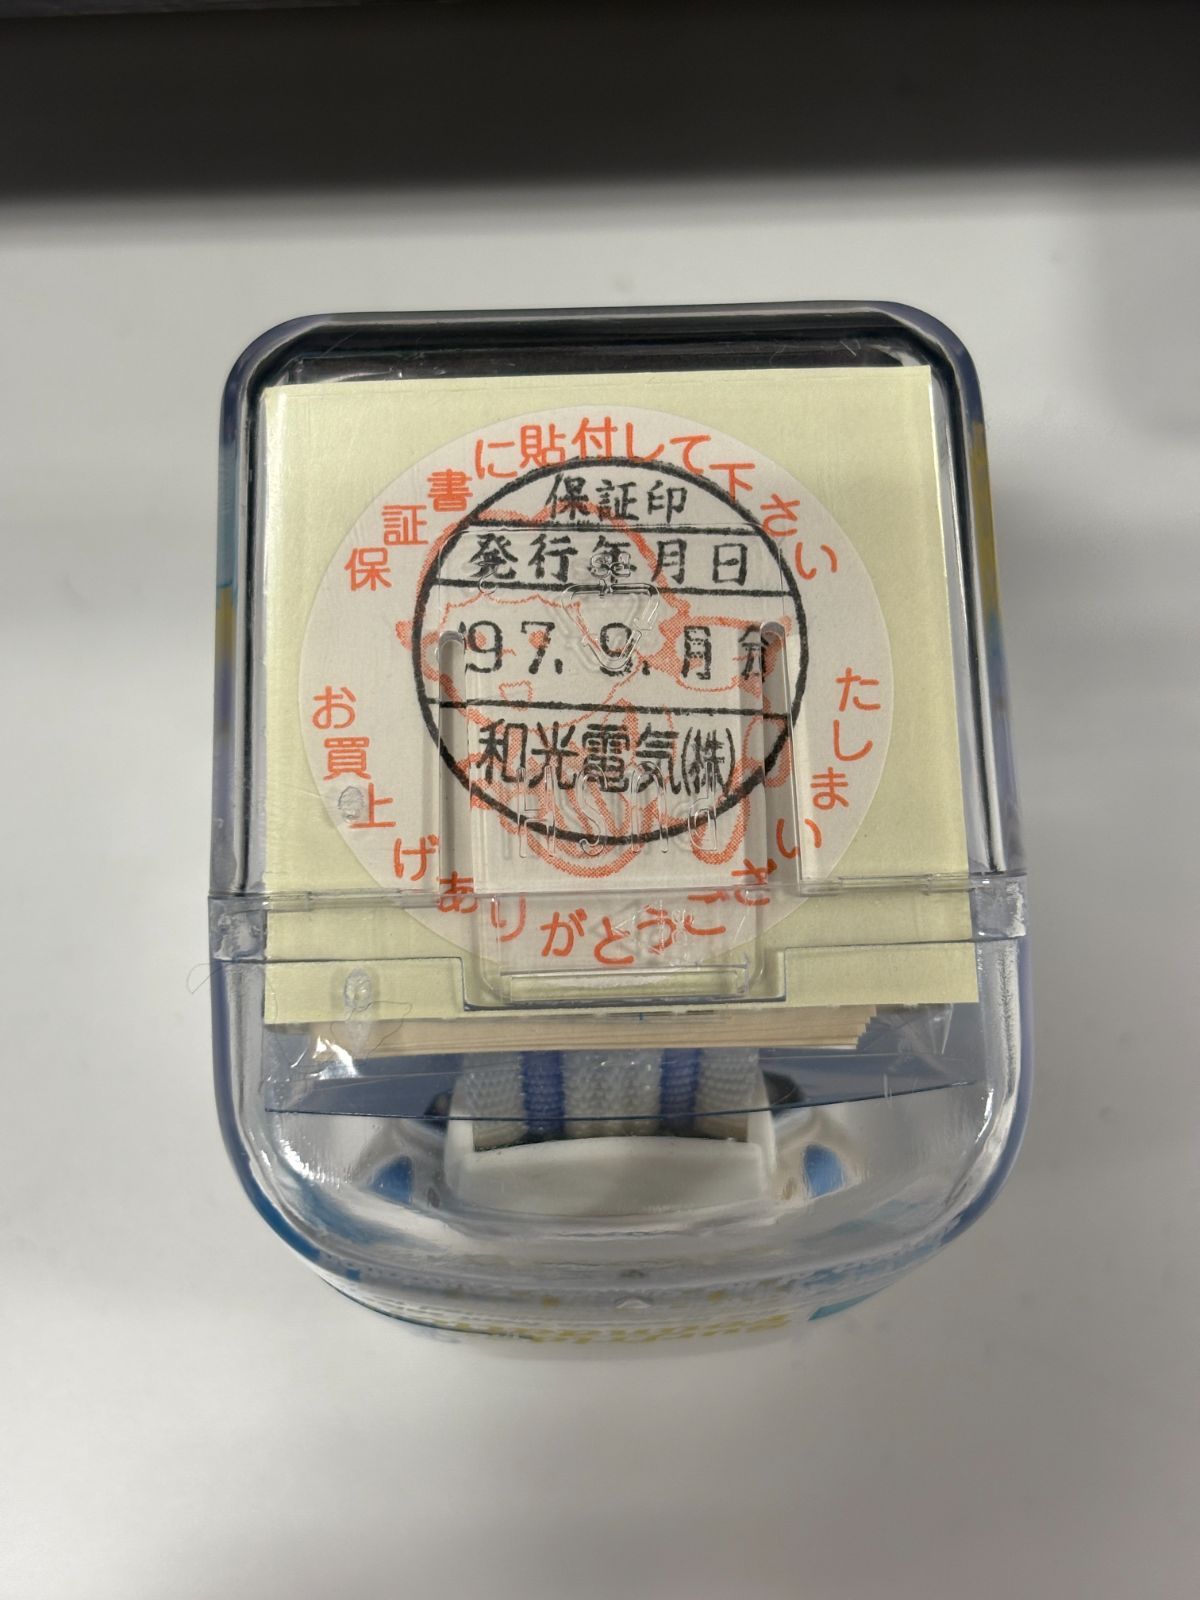 保証書に貼付して下さい
保証印
発行年月日
'97.9.月分
和光電気(株)
PUSH
お買上げありがとうございたしまい